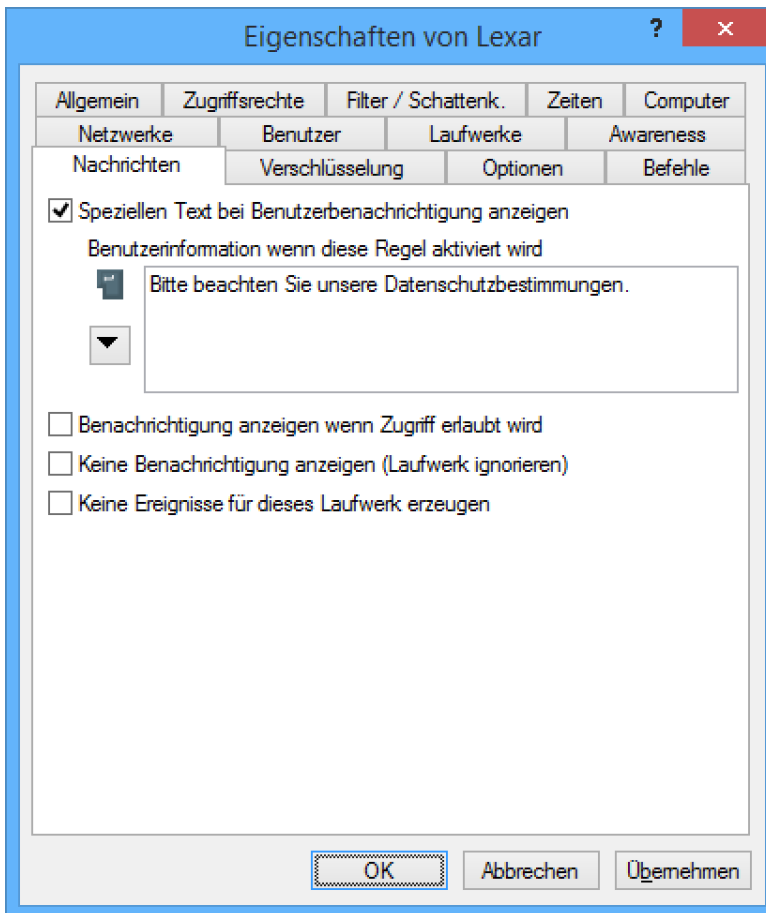 Eigenschaften von Lexar
?
Allgemein Zugriffsrechte Filter / Schattenk. Zeiten Computer
Netzwerke Benutzer Laufwerke Awareness
Nachrichten Verschlüsselung Optionen Befehle
Speziellen Text bei Benutzerbenachrichtigung anzeigen
Benutzerinformation wenn diese Regel aktiviert wird
Bitte beachten Sie unsere Datenschutzbestimmungen.
Benachrichtigung anzeigen wenn Zugriff erlaubt wird
Keine Benachrichtigung anzeigen (Laufwerk ignorieren)
Keine Ereignisse für dieses Laufwerk erzeugen
OK Abbrechen Übernehmen